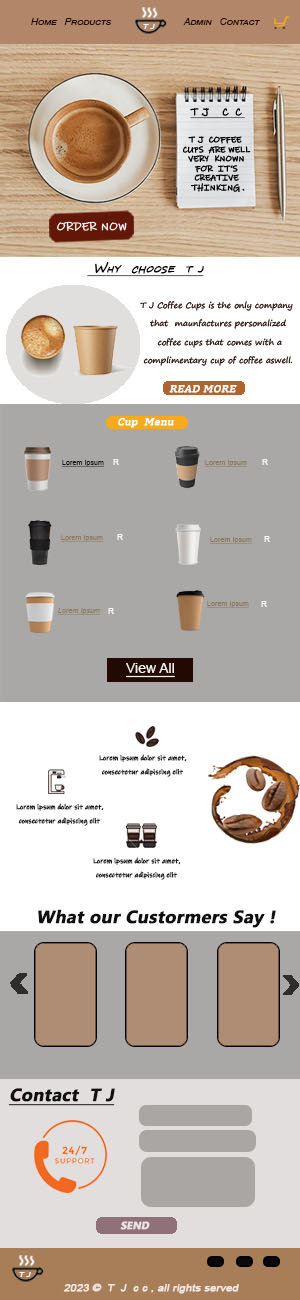 Home Products
T J
Admin Contact
T J C C
T J COFFEE
CUPS ARE WELL
VERY KNOWN
FOR IT'S
CREATIVE
THINKING.
ORDER NOW
Why choose T J
T J Coffee Cups is the only company
that maunfactures personalized
coffee cups that comes with a
complimentary cup of coffee aswell.
READ MORE
Cup Menu
Lorem Ipsum R
Lorem Ipsum R
Lorem Ipsum R
Lorem Ipsum R
Lorem Ipsum R
Lorem Ipsum R
View All
Lorem ipsum dolor sit amet,
consectetur adipiscing elit
Lorem ipsum dolor sit amet,
consectetur adipiscing elit
Lorem ipsum dolor sit amet,
consectetur adipiscing elit
What our Custormers Say !
Contact T J
24/7
SUPPORT
SEND
T J
2023 © T J c c , all rights served